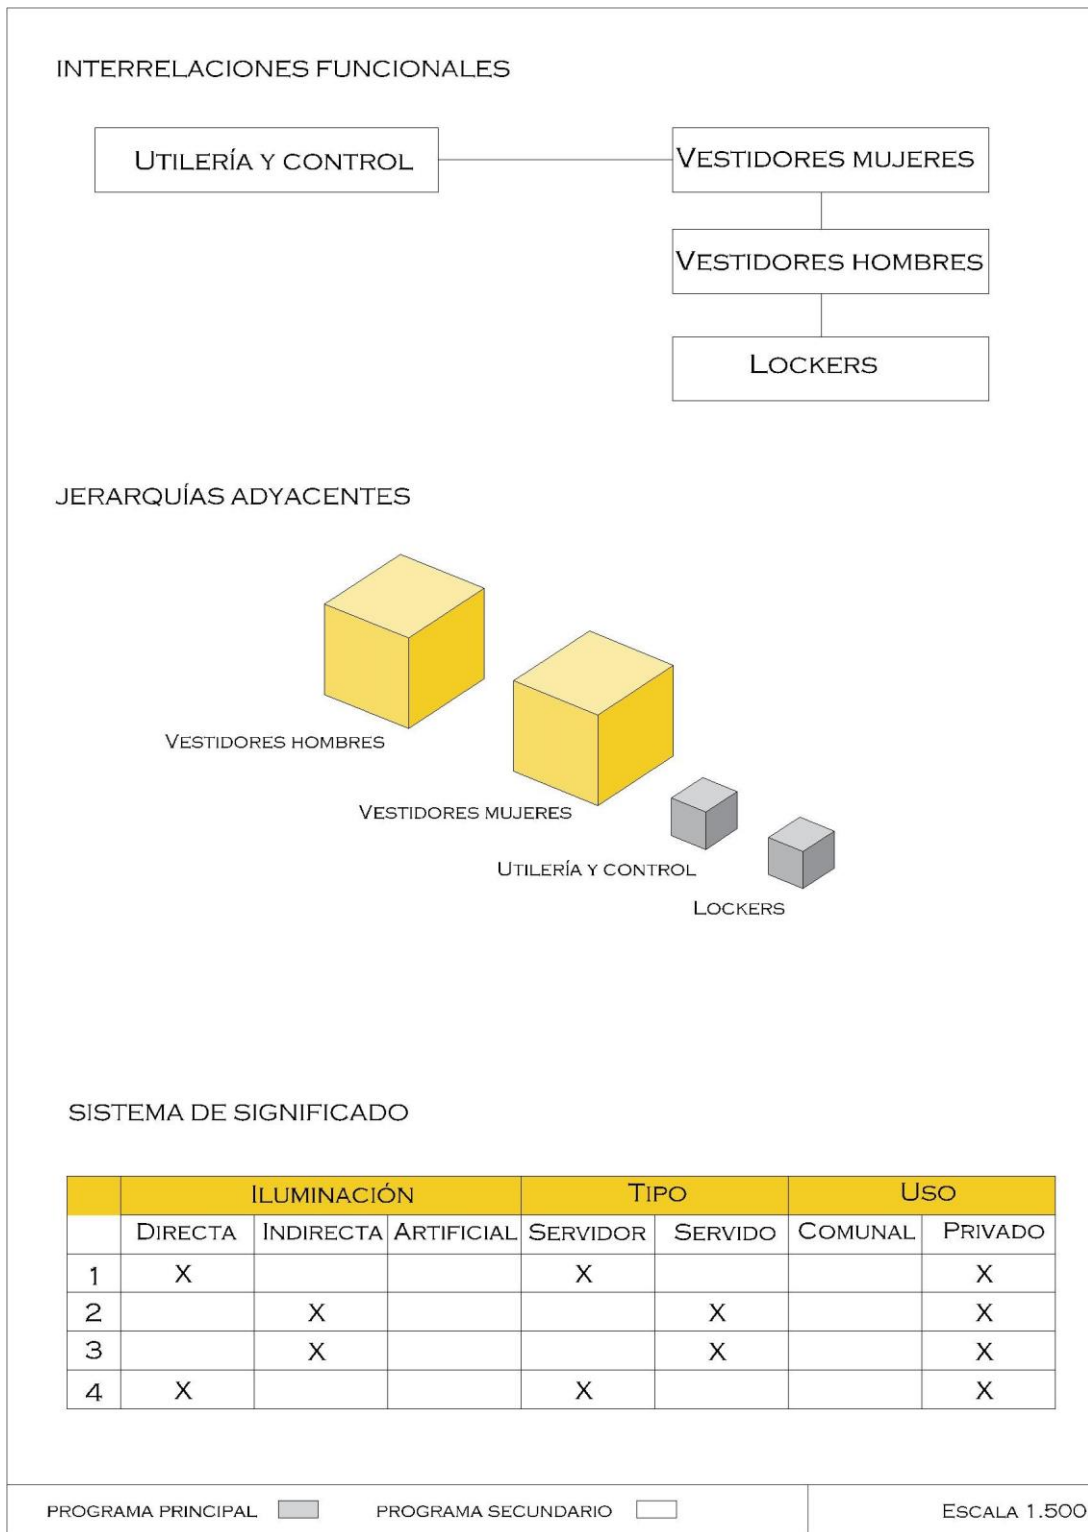 INTERRELACIONES FUNCIONALES
UTILERÍA Y CONTROL
VESTIDORES MUJERES
VESTIDORES HOMBRES
LOCKERS
JERARQUÍAS ADYACENTES
VESTIDORES HOMBRES
VESTIDORES MUJERES
UTILERÍA Y CONTROL
LOCKERS
SISTEMA DE SIGNIFICADO
ILUMINACIÓN TIPO USO
DIRECTA INDIRECTA ARTIFICIAL SERVIDOR SERVIDO COMUNAL PRIVADO
1 X X X
2 X X X
3 X X X
4 X X X
PROGRAMA PRINCIPAL PROGRAMA SECUNDARIO ESCALA 1.500